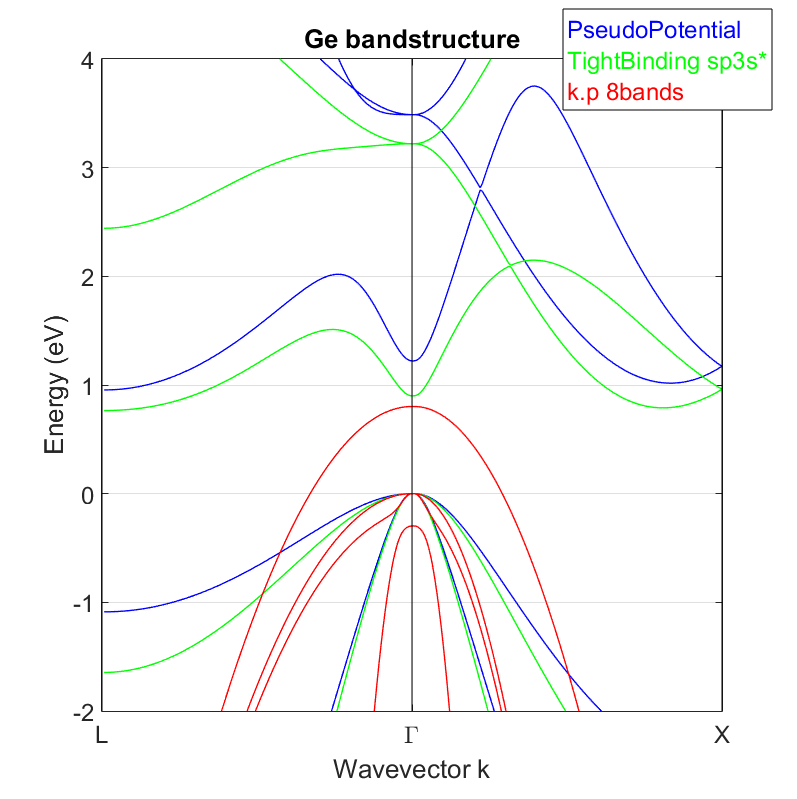 Ge bandstructure
PseudoPotential
TightBinding sp3s*
k.p 8bands
4
3
2
1
0
-1
-2
Energy (eV)
L
Γ
X
Wavevector k